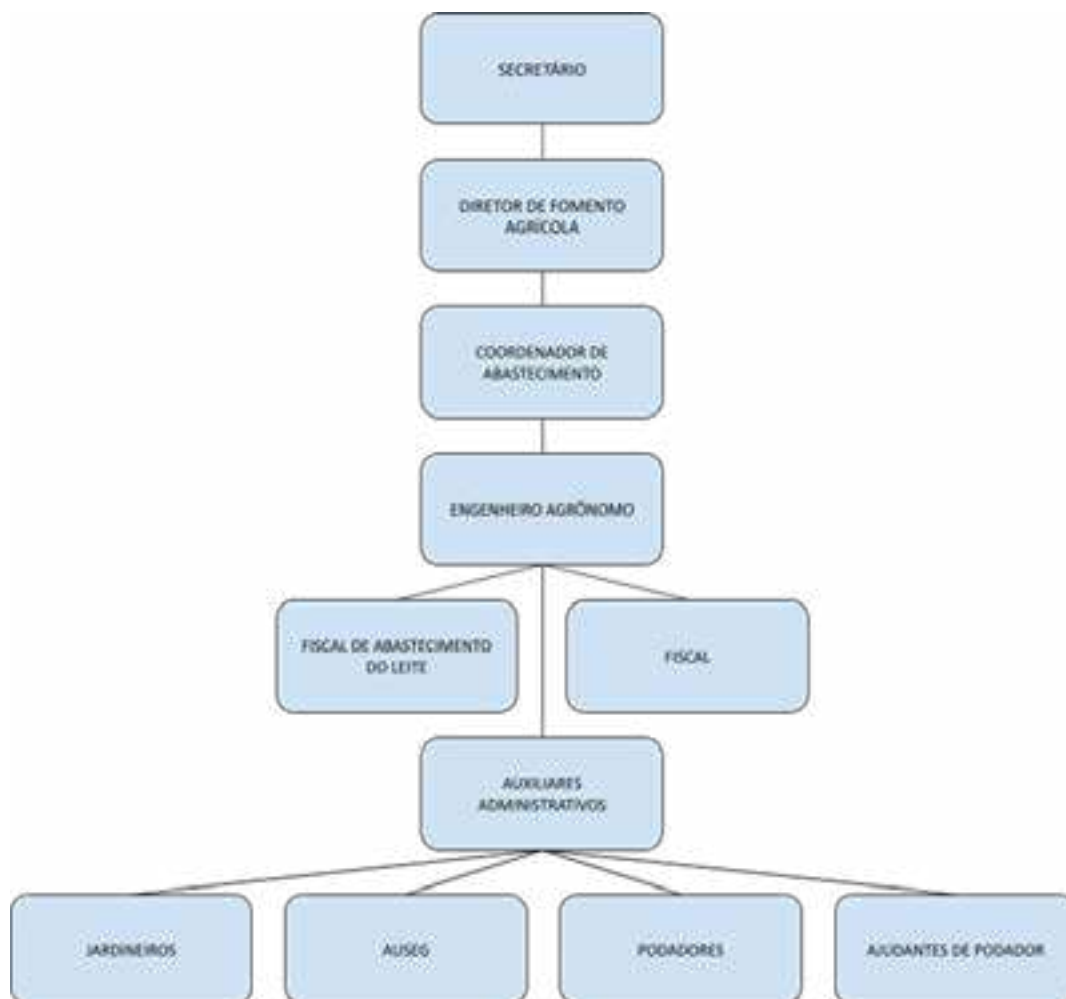 SECRETÁRIO
DIRETOR DE FOMENTO
AGRÍCOLA
COORDENADOR DE
ABASTECIMENTO
ENGENHEIRO AGRÔNOMO
FISCAL DE ABASTECIMENTO
DO LEITE
FISCAL
AUXILIARES
ADMINISTRATIVOS
JARDINEIROS
AUSEG
PODADORES
AJUDANTES DE PODADOR